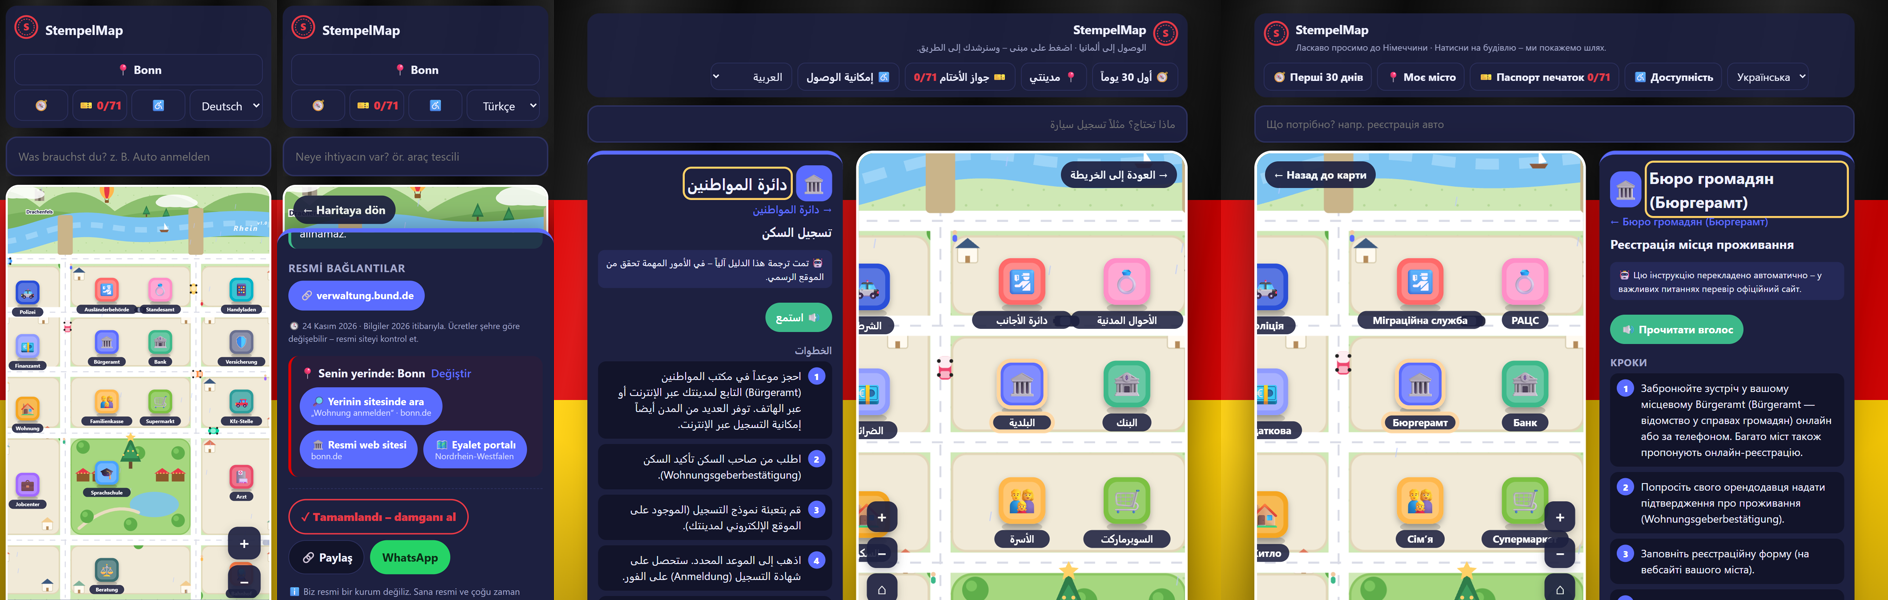 StempelMap
📍 Bonn
🧭
🎫 0/71
♿
Deutsch
Was brauchst du? z. B. Auto anmelden
Drachenfels
Rhein
Polizei
Ausländerbehörde
Standesamt
Handyladen
Finanzamt
Bürgeramt
Bank
Versicherung
Wohnung
Familienkasse
Supermarkt
Kfz-Stelle
Sprachschule
Jobcenter
Arzt
Beratung
+
−
StempelMap
📍 Bonn
🧭
🎫 0/71
♿
Türkçe
Neye ihtiyacın var? ör. araç tescili
← Haritaya dön
alınamaz.
RESMİ BAĞLANTILAR
🔗 verwaltung.bund.de
🕓 24 Kasım 2026 · Bilgiler 2026 itibarıyla. Ücretler şehre göre
değişebilir – resmi siteyi kontrol et.
📍 Senin yerinde: Bonn Değiştir
Yerinin sitesinde ara
„Wohnung anmelden“ · bonn.de
🏛 Resmi web sitesi
bonn.de
Eyalet portalı
Nordrhein-Westfalen
✓ Tamamlandı – damganı al
🔗 Paylaş
WhatsApp
ℹ Biz resmi bir kurum değiliz. Sana resmi ve çoğu zaman
StempelMap
الوصول إلى ألمانيا · اضغط على مبنى – وسنرشدك إلى الطريق.
🧭 أول 30 يوماً
📍 مدينتي
🎫 جواز الأختام 0/71
♿ إمكانية الوصول
العربية
ماذا تحتاج؟ مثلاً تسجيل سيارة
دائرة المواطنين
→ دائرة المواطنين
تسجيل السكن
🤖 تمت ترجمة هذا الدليل آلياً – في الأمور المهمة تحقق من
الموقع الرسمي.
🔊 استمع
الخطوات
1 احجز موعداً في مكتب المواطنين
(Bürgeramt) التابع لمدينتك عبر الإنترنت أو
عبر الهاتف. توفر العديد من المدن أيضاً
إمكانية التسجيل عبر الإنترنت.
2 اطلب من صاحب السكن تأكيد السكن
(Wohnungsgeberbestätigung).
3 قم بتعبئة نموذج التسجيل (الموجود على
الموقع الإلكتروني لمدينتك).
4 اذهب إلى الموعد المحدد. ستحصل على
شهادة التسجيل (Anmeldung) على الفور.
→ العودة إلى الخريطة
دائرة الأجانب
الأحوال المدنية
البلدية
البنك
الأسرة
السوبرماركت
+
−
⌂
StempelMap
Ласкаво просимо до Німеччини · Натисни на будівлю – ми покажемо шлях.
🧭 Перші 30 днів
📍 Моє місто
🎫 Паспорт печаток 0/71
♿ Доступність
Українська
Що потрібно? напр. реєстрація авто
← Назад до карти
Міграційна служба
РАЦС
Бюргерамт
Банк
Сім'я
+
−
⌂
Бюро громадян
(Бюргерамт)
← Бюро громадян (Бюргерамт)
Реєстрація місця проживання
🤖 Цю інструкцію перекладено автоматично – у
важливих питаннях перевір офіційний сайт.
🔊 Прочитати вголос
КРОКИ
1 Забронюйте зустріч у вашому
місцевому Bürgeramt (Bürgeramt —
відомство у справах громадян) онлайн
або за телефоном. Багато міст також
пропонують онлайн-реєстрацію.
2 Попросіть свого орендодавця надати
підтвердження про проживання
(Wohnungsgeberbestätigung).
3 Заповніть реєстраційну форму (на
вебсайті вашого міста).